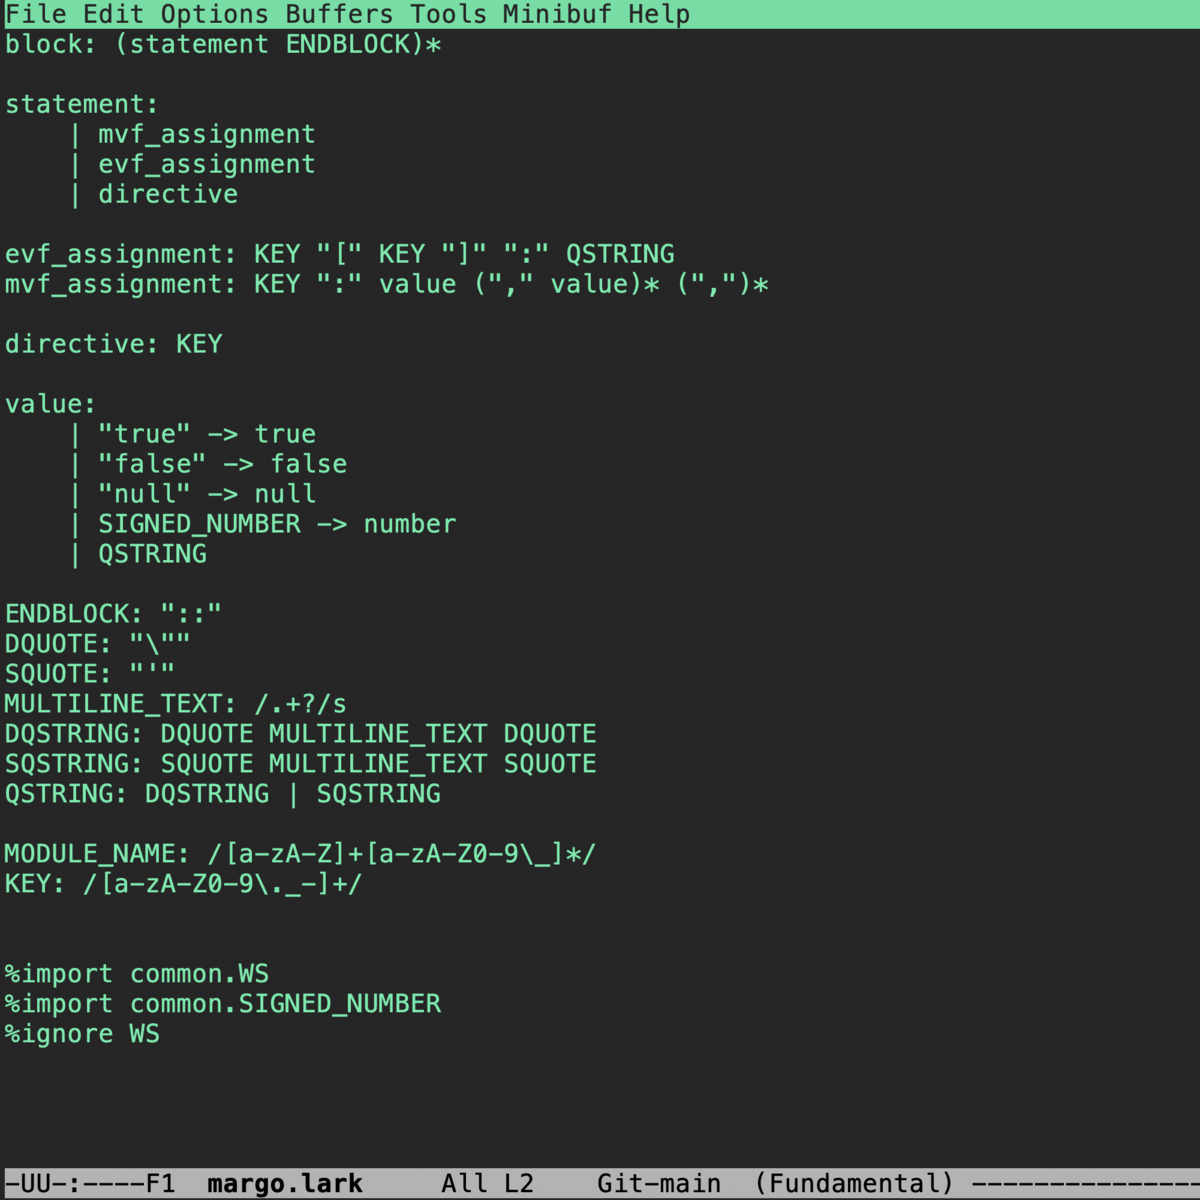 File Edit Options Buffers Tools Minibuf Help
block: (statement ENDBLOCK)*

statement:
    | mvf_assignment
    | evf_assignment
    | directive

evf_assignment: KEY "[" KEY "]" ":" QSTRING
mvf_assignment: KEY ":" value ("," value)* (",")*

directive: KEY

value:
    | "true" -> true
    | "false" -> false
    | "null" -> null
    | SIGNED_NUMBER -> number
    | QSTRING

ENDBLOCK: "::"
DQUOTE: "\""
SQUOTE: "'"
MULTILINE_TEXT: /.+?/s
DQSTRING: DQUOTE MULTILINE_TEXT DQUOTE
SQSTRING: SQUOTE MULTILINE_TEXT SQUOTE
QSTRING: DQSTRING | SQSTRING

MODULE_NAME: /[a-zA-Z]+[a-zA-Z0-9\_]*/
KEY: /[a-zA-Z0-9\._-]+/


%import common.WS
%import common.SIGNED_NUMBER
%ignore WS

-UU-:----F1  margo.lark     All L2    Git-main  (Fundamental) ---------------